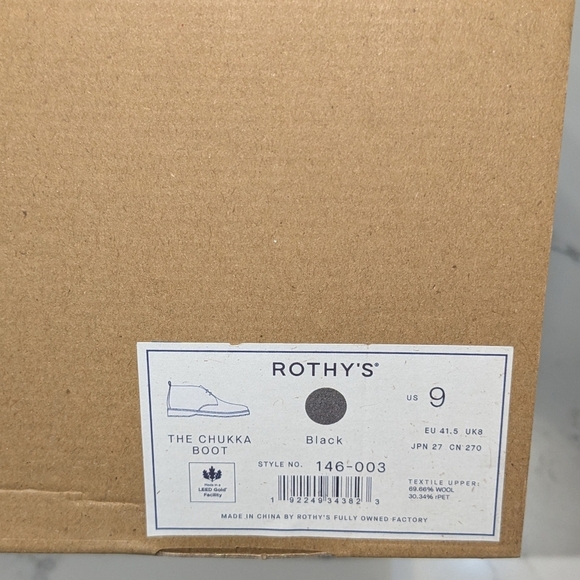 ROTHY'S®
US 9
THE CHUKKA
BOOT
Black
EU 41.5 UK8
JPN 27 CN 270
STYLE NO. 146-003
Made in a
LEED Gold®
Facility
1 92249 34382 3
TEXTILE UPPER:
69.66% WOOL
30.34% rPET
MADE IN CHINA BY ROTHY'S FULLY OWNED FACTORY